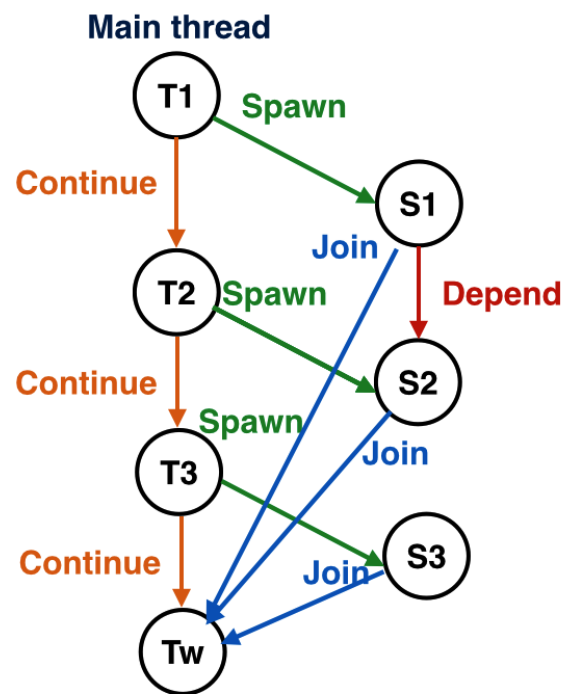 Main thread
T1
Spawn
Continue
S1
Join
T2
Spawn
Depend
Continue
S2
Spawn
Join
T3
S3
Continue
Join
Tw